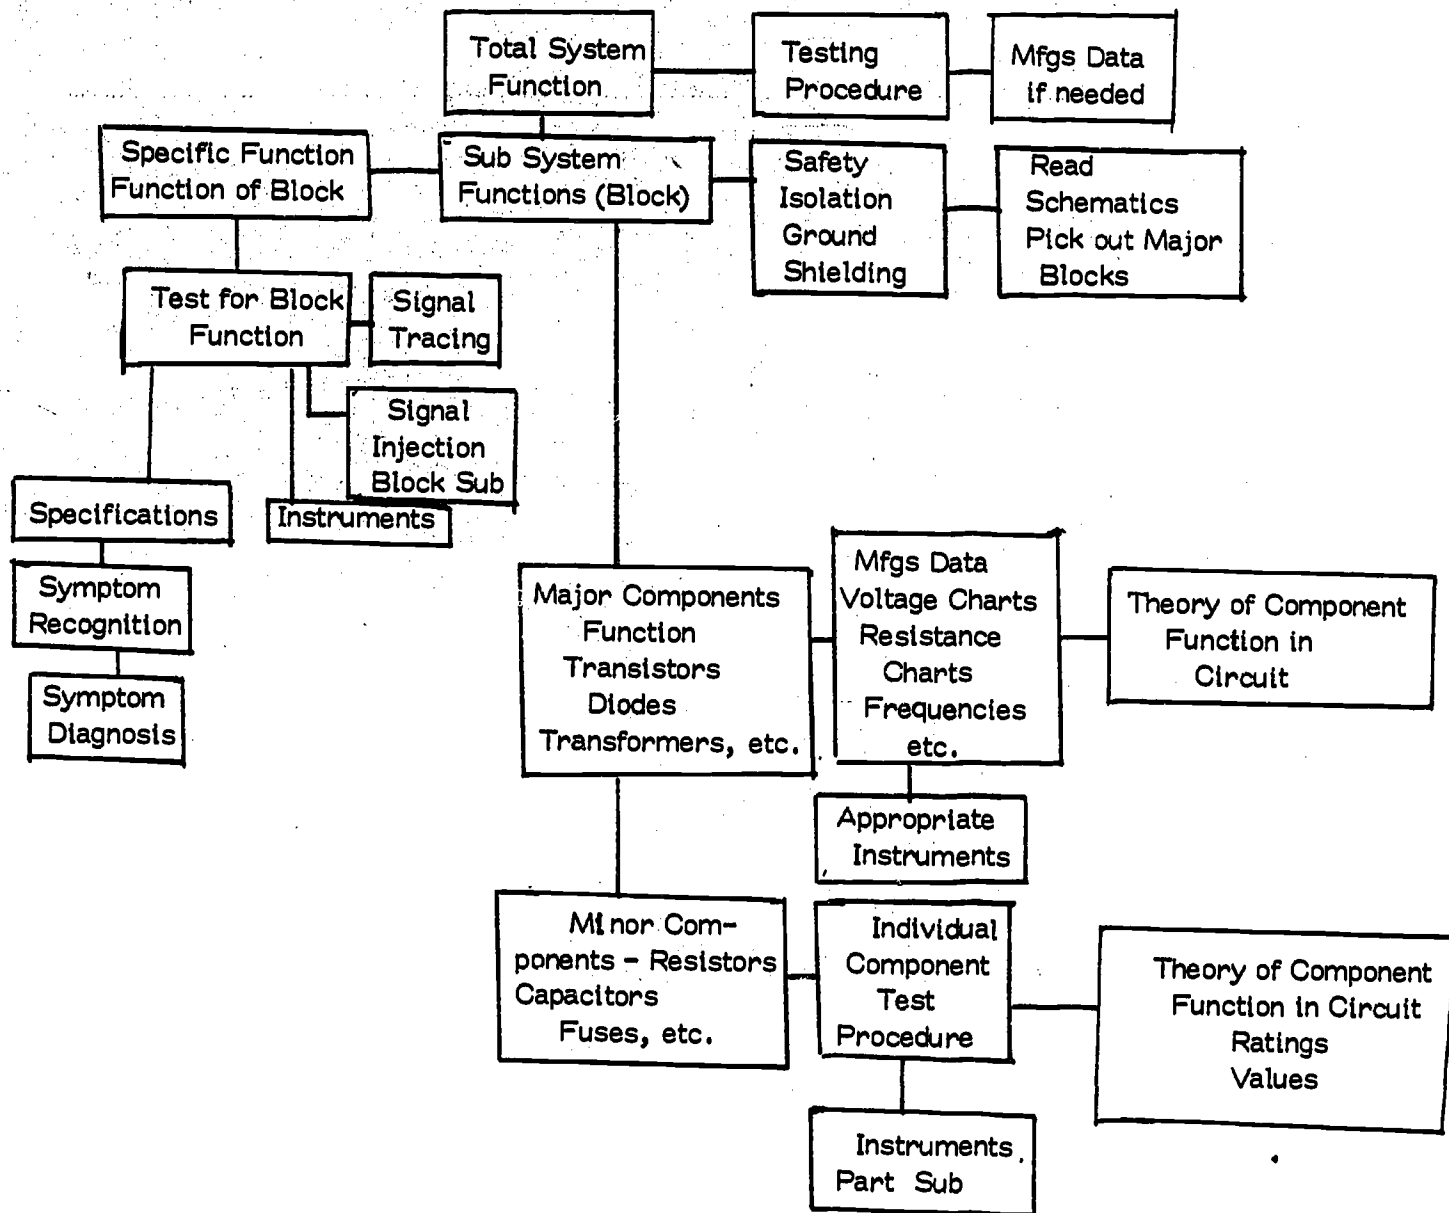 Total System
Function
Testing
Procedure
Mfgs Data
if needed
Specific Function
Function of Block
Sub System
Functions (Block)
Safety
Isolation
Ground
Shielding
Read
Schematics
Pick out Major
Blocks
Test for Block
Function
Signal
Tracing
Signal
Injection
Block Sub
Specifications
Instruments
Symptom
Recognition
Symptom
Diagnosis
Major Components
Function
Transistors
Diodes
Transformers, etc.
Mfgs Data
Voltage Charts
Resistance
Charts
Frequencies
etc.
Theory of Component
Function in
Circuit
Appropriate
Instruments
Minor Com-
ponents - Resistors
Capacitors
Fuses, etc.
Individual
Component
Test
Procedure
Theory of Component
Function in Circuit
Ratings
Values
Instruments
Part Sub